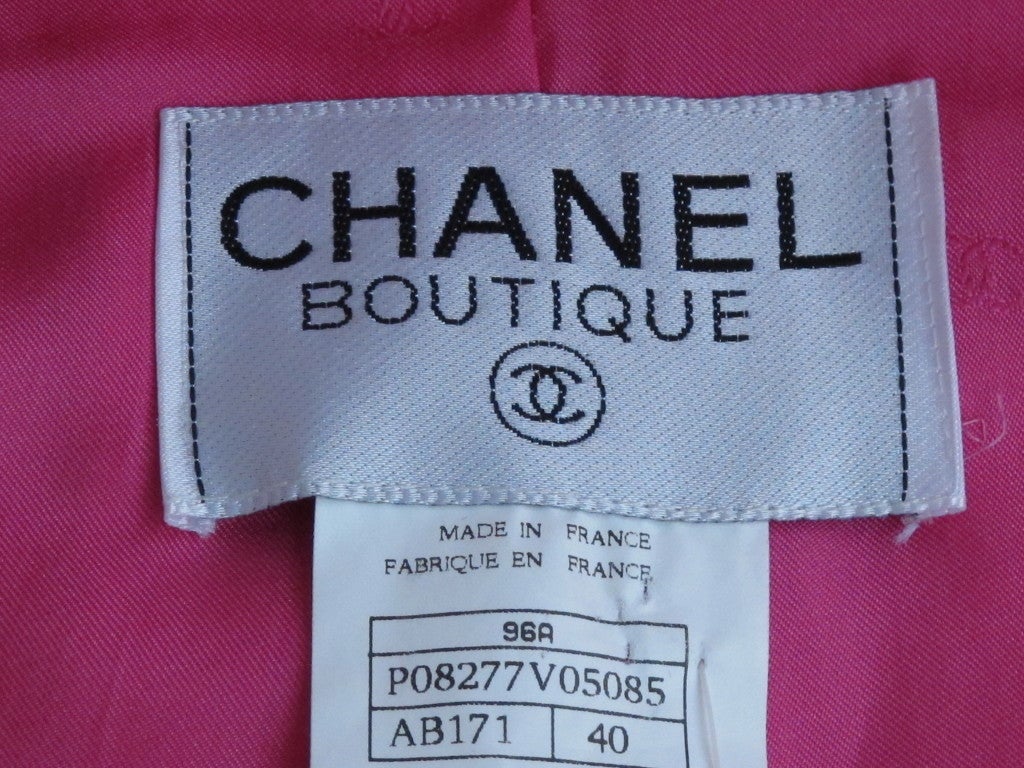 CHANEL
BOUTIQUE
MADE IN FRANCE
FABRIQUE EN FRANCE
96A
P08277V05085
AB171 40